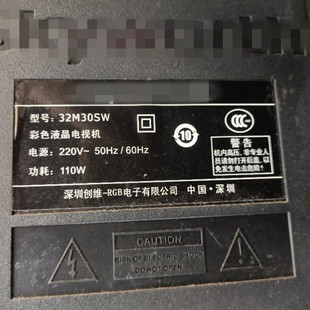 型号: 32M30SW
彩色液晶电视机
电源: 220V~ 50Hz / 60Hz
功耗: 110W
10
CCC
警告
机内高压,非专业人
员请勿打开后盖,以
免发生电击危险!
深圳创维-RGB电子有限公司 中国·深圳
CAUTION
RISK OF ELECTRIC SHOCK
DO NOT OPEN